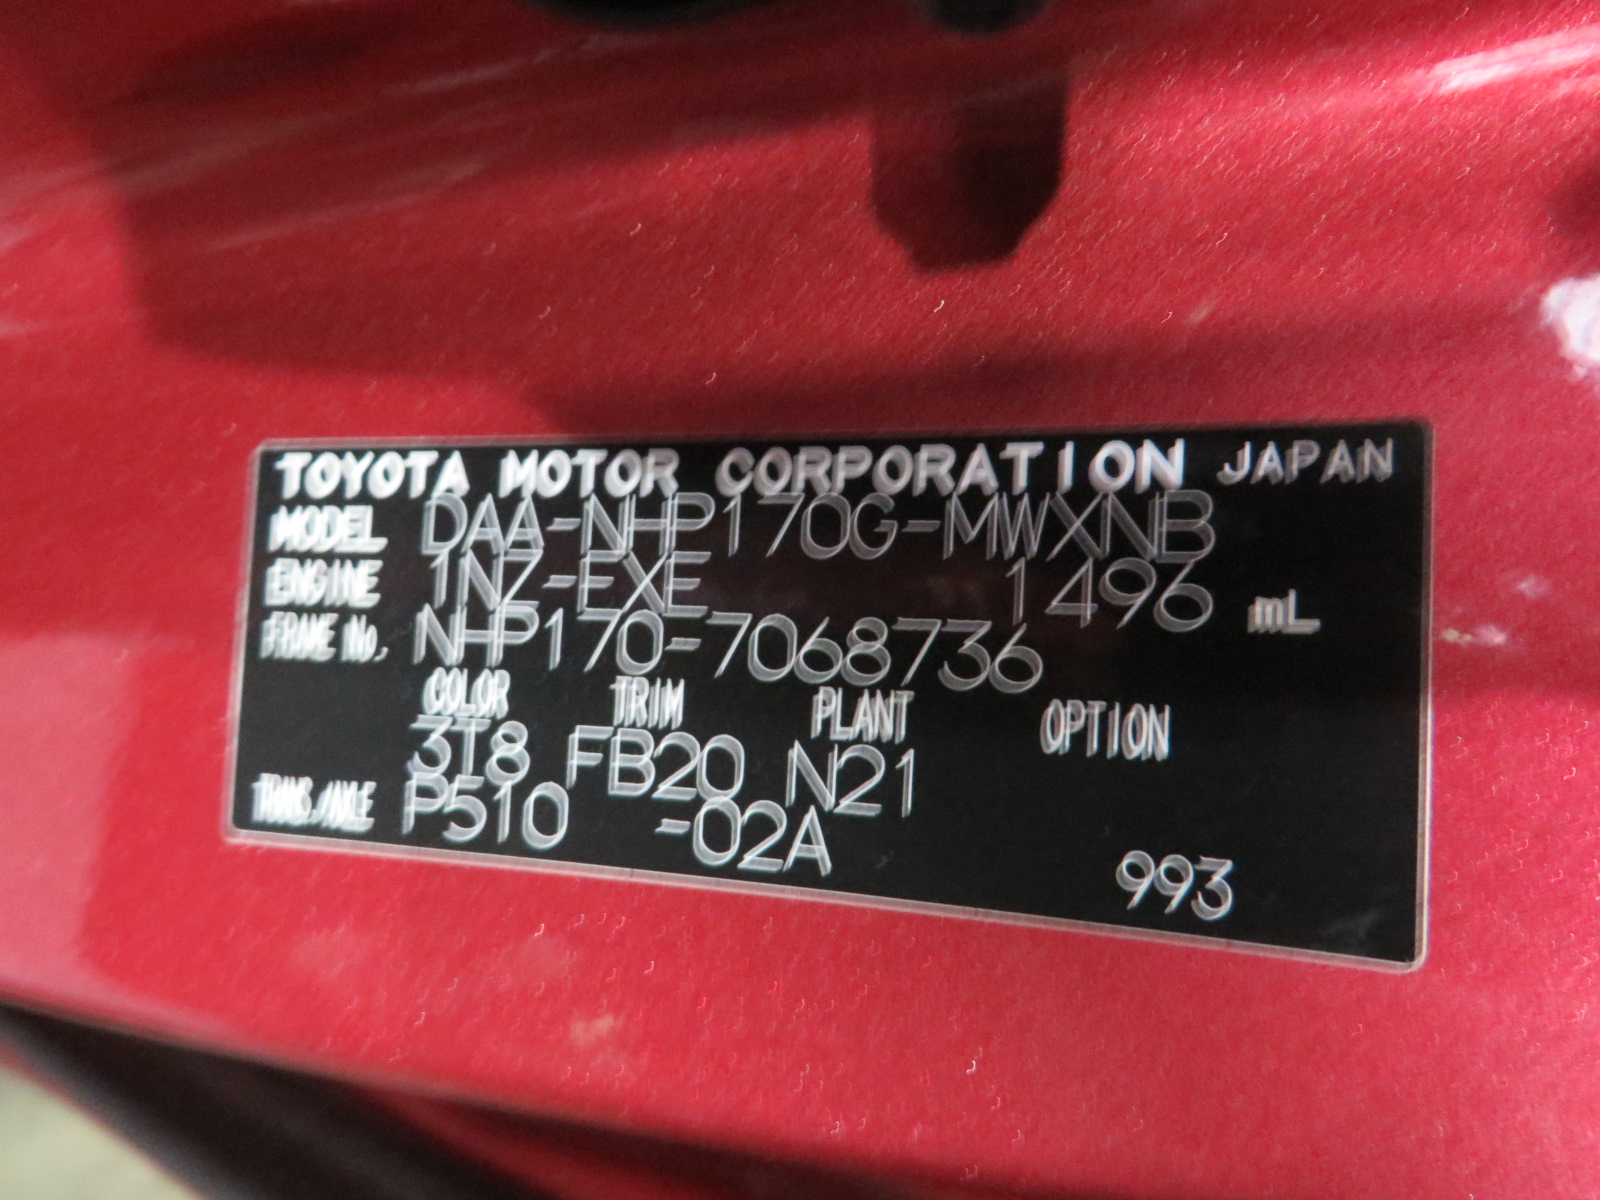 TOYOTA MOTOR CORPORATION JAPAN
MODEL DAA-NHP170G-MWXNB
ENGINE 1NZ-EXE 1496 mL
FRAME No. NHP170-7068736
COLOR TRIM PLANT OPTION
3T8 FB20 N21
TRANS./AXLE P510 -02A
993